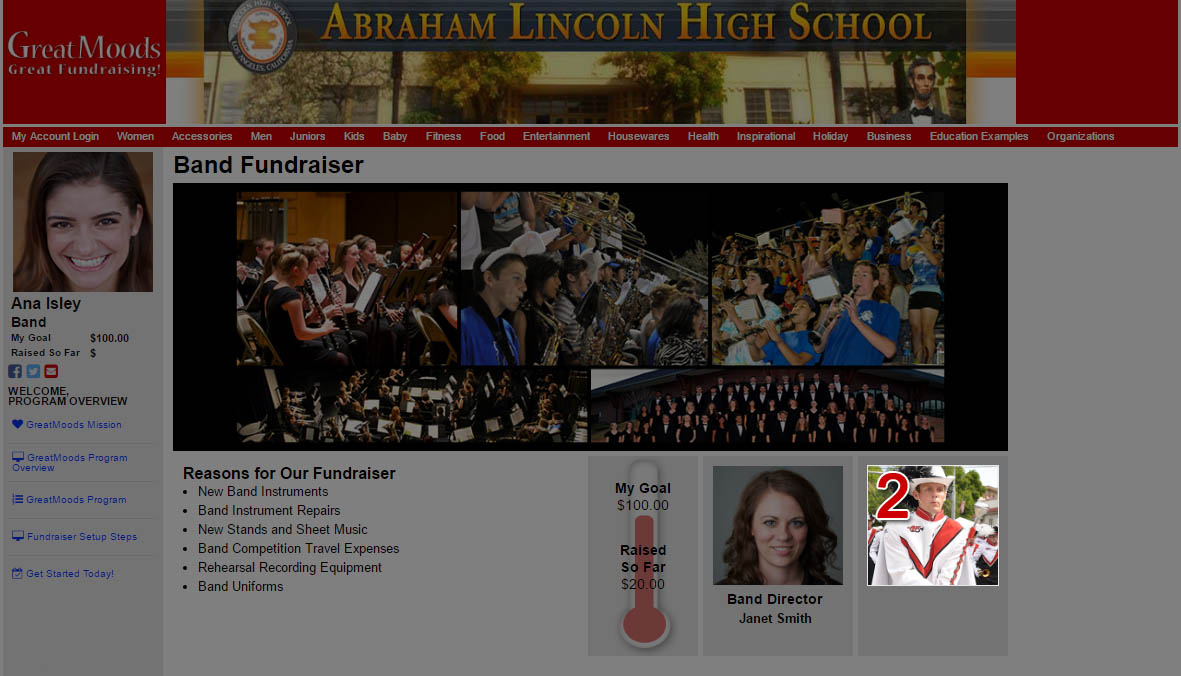 GreatMoods
Great Fundraising!
ABRAHAM LINCOLN HIGH SCHOOL
LOS ANGELES, CALIFORNIA
My Account Login Women Accessories Men Juniors Kids Baby Fitness Food Entertainment Housewares Health Inspirational Holiday Business Education Examples Organizations
Band Fundraiser
Ana Isley
Band
My Goal $100.00
Raised So Far $
WELCOME,
PROGRAM OVERVIEW
GreatMoods Mission
GreatMoods Program
Overview
GreatMoods Program
Fundraiser Setup Steps
Get Started Today!
Reasons for Our Fundraiser
New Band Instruments
Band Instrument Repairs
New Stands and Sheet Music
Band Competition Travel Expenses
Rehearsal Recording Equipment
Band Uniforms
My Goal
$100.00
Raised
So Far
$20.00
Band Director
Janet Smith
2